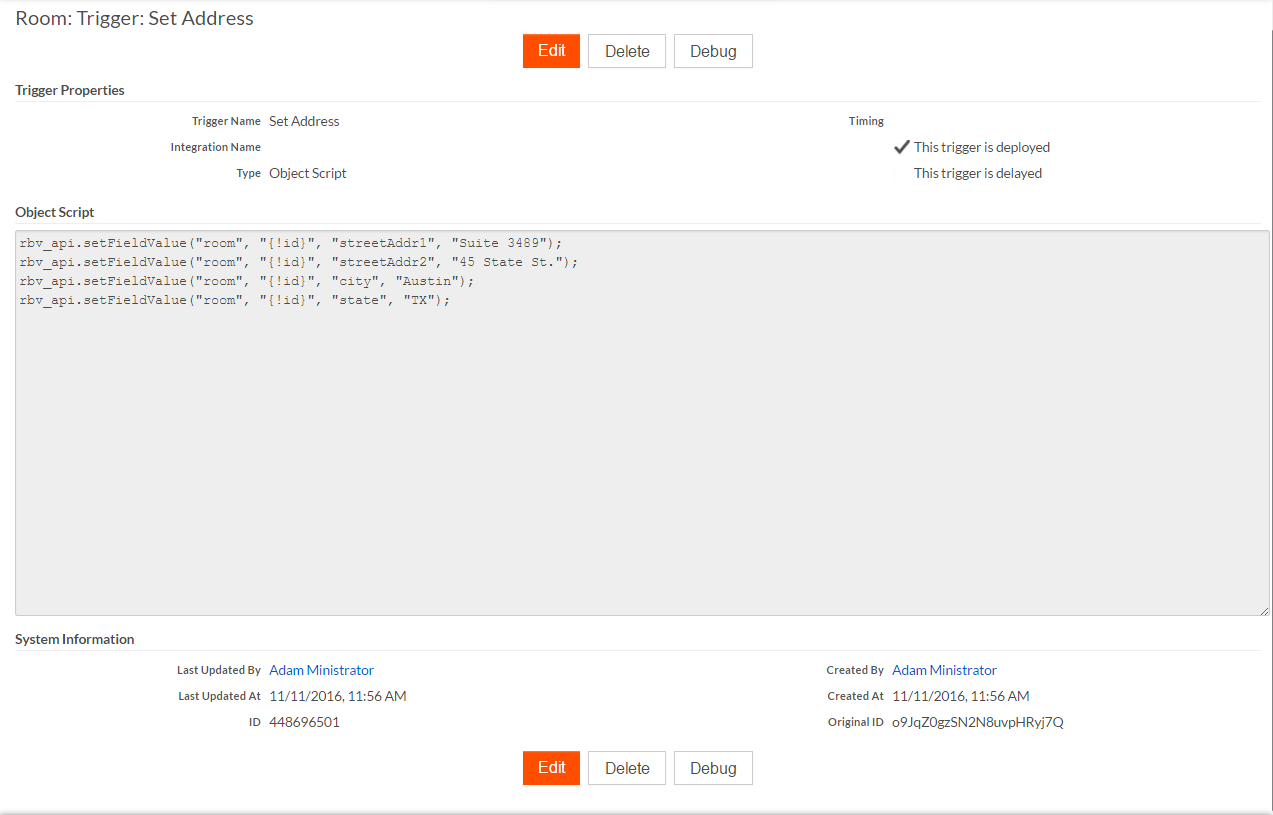 Room: Trigger: Set Address
Edit Delete Debug
Trigger Properties
Trigger Name Set Address Timing
Integration Name This trigger is deployed
Type Object Script This trigger is delayed
Object Script
rbv_api.setFieldValue("room", "{!id}", "streetAddr1", "Suite 3489");
rbv_api.setFieldValue("room", "{!id}", "streetAddr2", "45 State St.");
rbv_api.setFieldValue("room", "{!id}", "city", "Austin");
rbv_api.setFieldValue("room", "{!id}", "state", "TX");
System Information
Last Updated By Adam Ministrator Created By Adam Ministrator
Last Updated At 11/11/2016, 11:56 AM Created At 11/11/2016, 11:56 AM
ID 448696501 Original ID o9JqZ0gzSN2N8uvpHRyj7Q
Edit Delete Debug